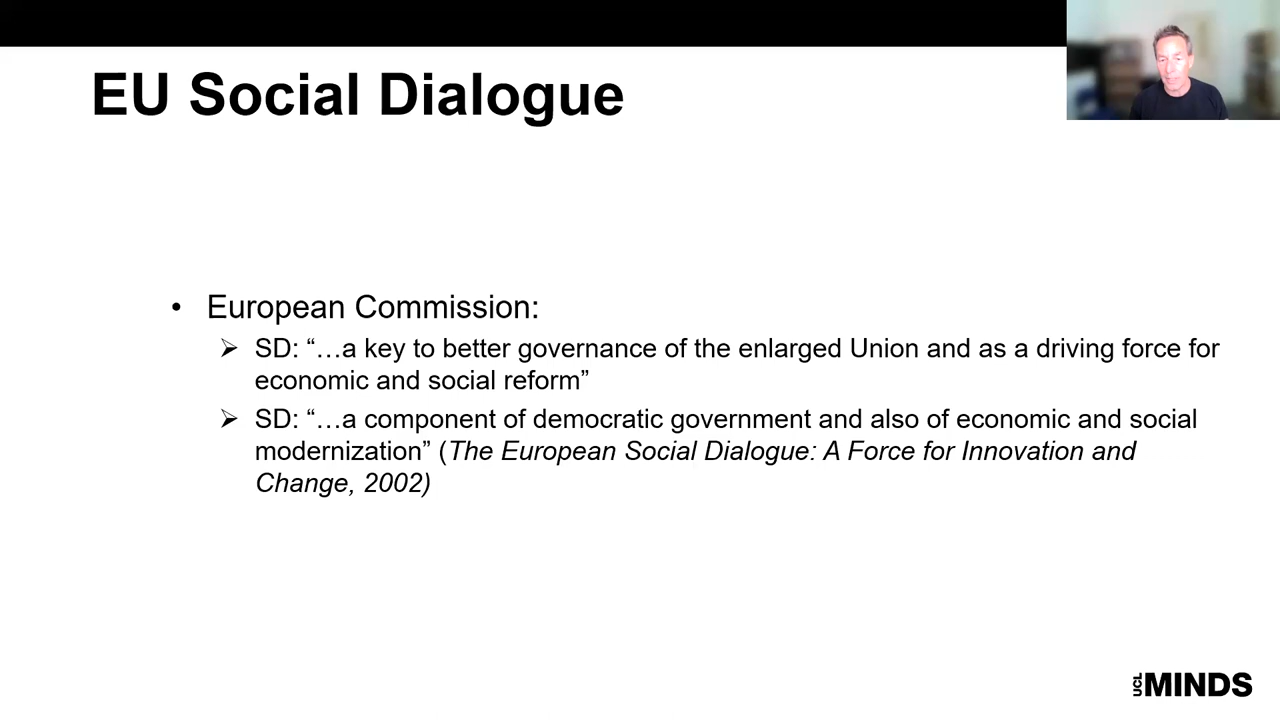 EU Social Dialogue
• European Commission:
➢ SD: “…a key to better governance of the enlarged Union and as a driving force for
economic and social reform”
➢ SD: “…a component of democratic government and also of economic and social
modernization” (The European Social Dialogue: A Force for Innovation and
Change, 2002)
UCL MINDS